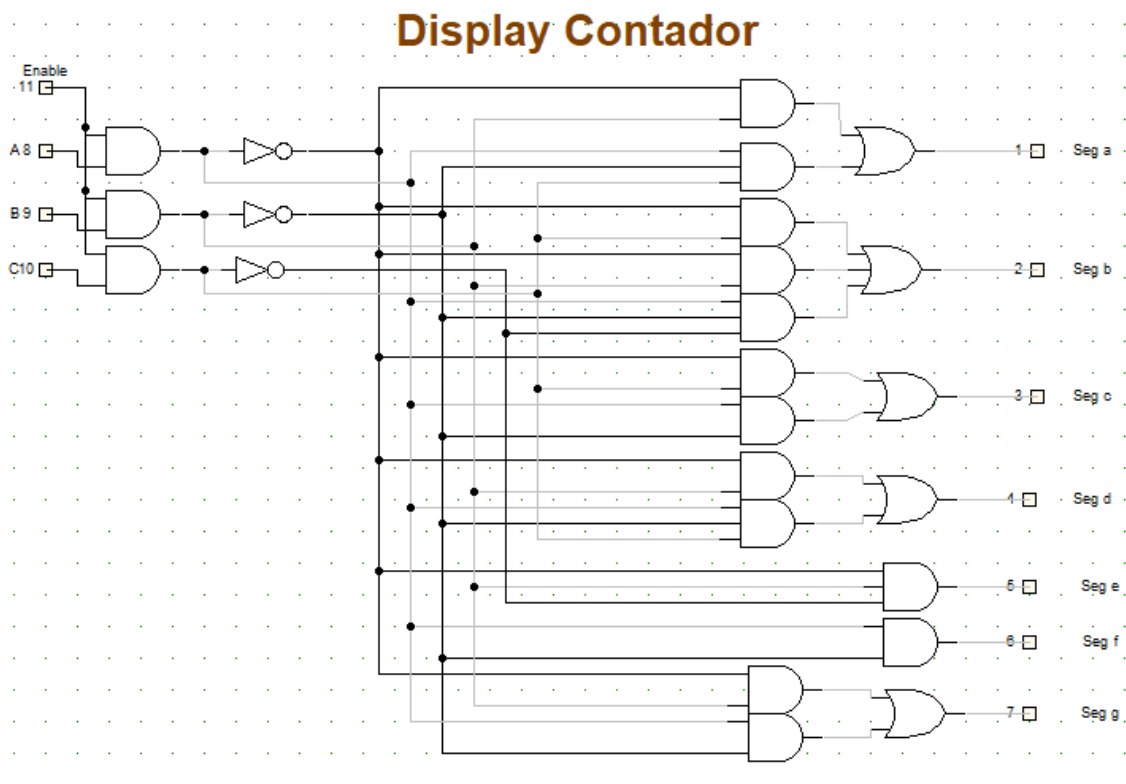 Display Contador
Enable
11
A 8
B 9
C10
1 Seg a
2 Seg b
3 Seg c
4 Seg d
5 Seg e
6 Seg f
7 Seg g